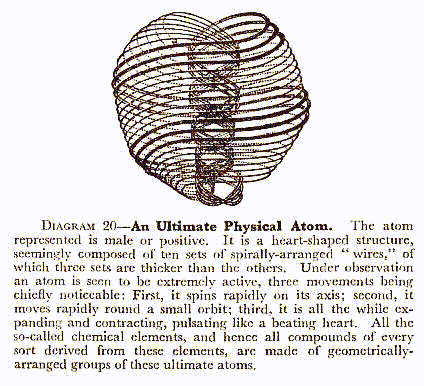 DIAGRAM 20—An Ultimate Physical Atom. The atom
represented is male or positive. It is a heart-shaped structure,
seemingly composed of ten sets of spirally-arranged " wires," of
which three sets are thicker than the others. Under observation
an atom is seen to be extremely active, three movements being
chiefly noticeable: First, it spins rapidly on its axis; second, it
moves rapidly round a small orbit; third, it is all the while ex-
panding and contracting, pulsating like a beating heart. All the
so-called chemical elements, and hence all compounds of every
sort derived from these elements, are made of geometrically-
arranged groups of these ultimate atoms.